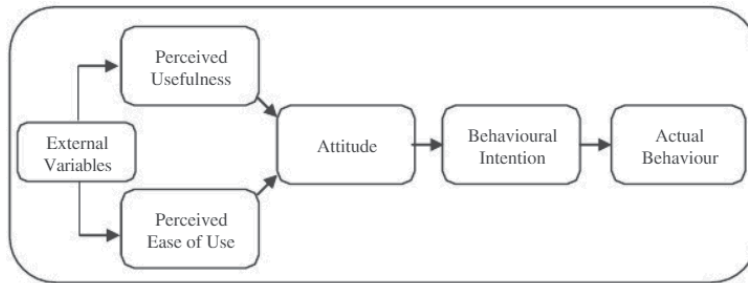 Perceived
Usefulness
External
Variables
Perceived
Ease of Use
Attitude
Behavioural
Intention
Actual
Behaviour